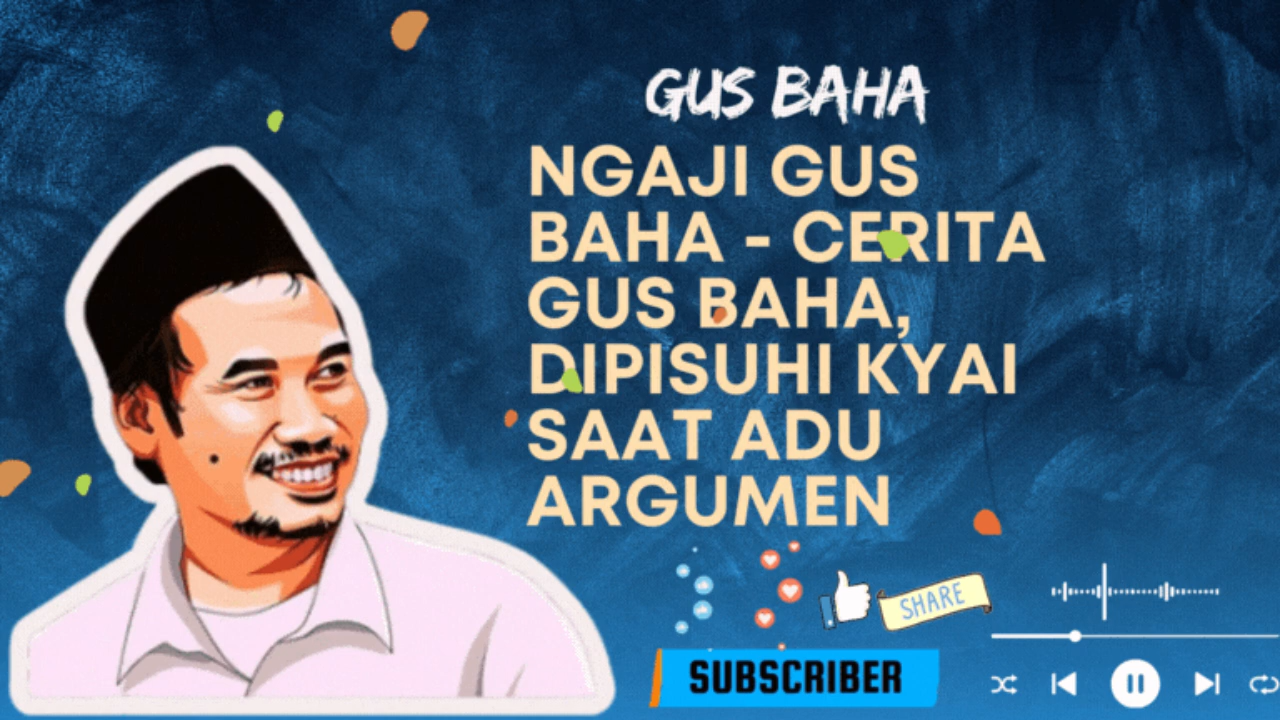 GUS BAHA
NGAJI GUS
BAHA - CERITA
GUS BAHA,
DIPISUHI KYAI
SAAT ADU
ARGUMEN
SHARE
SUBSCRIBER